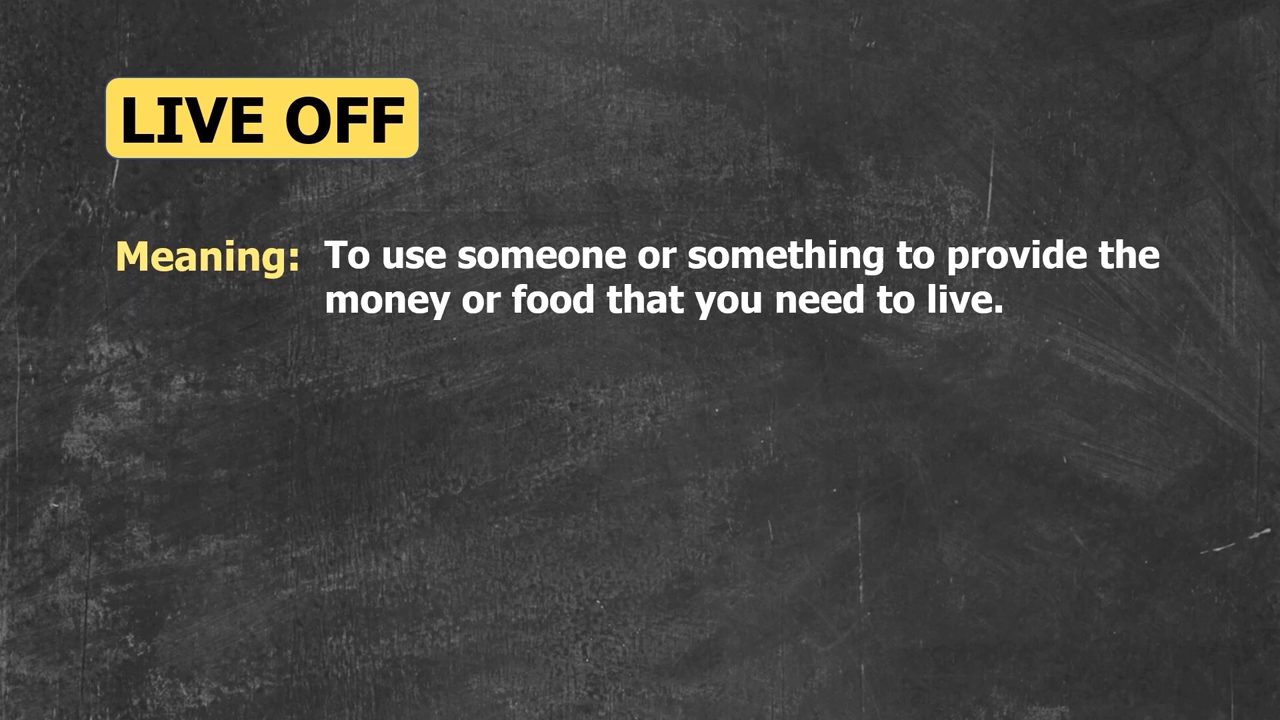 LIVE OFF
Meaning: To use someone or something to provide the
money or food that you need to live.